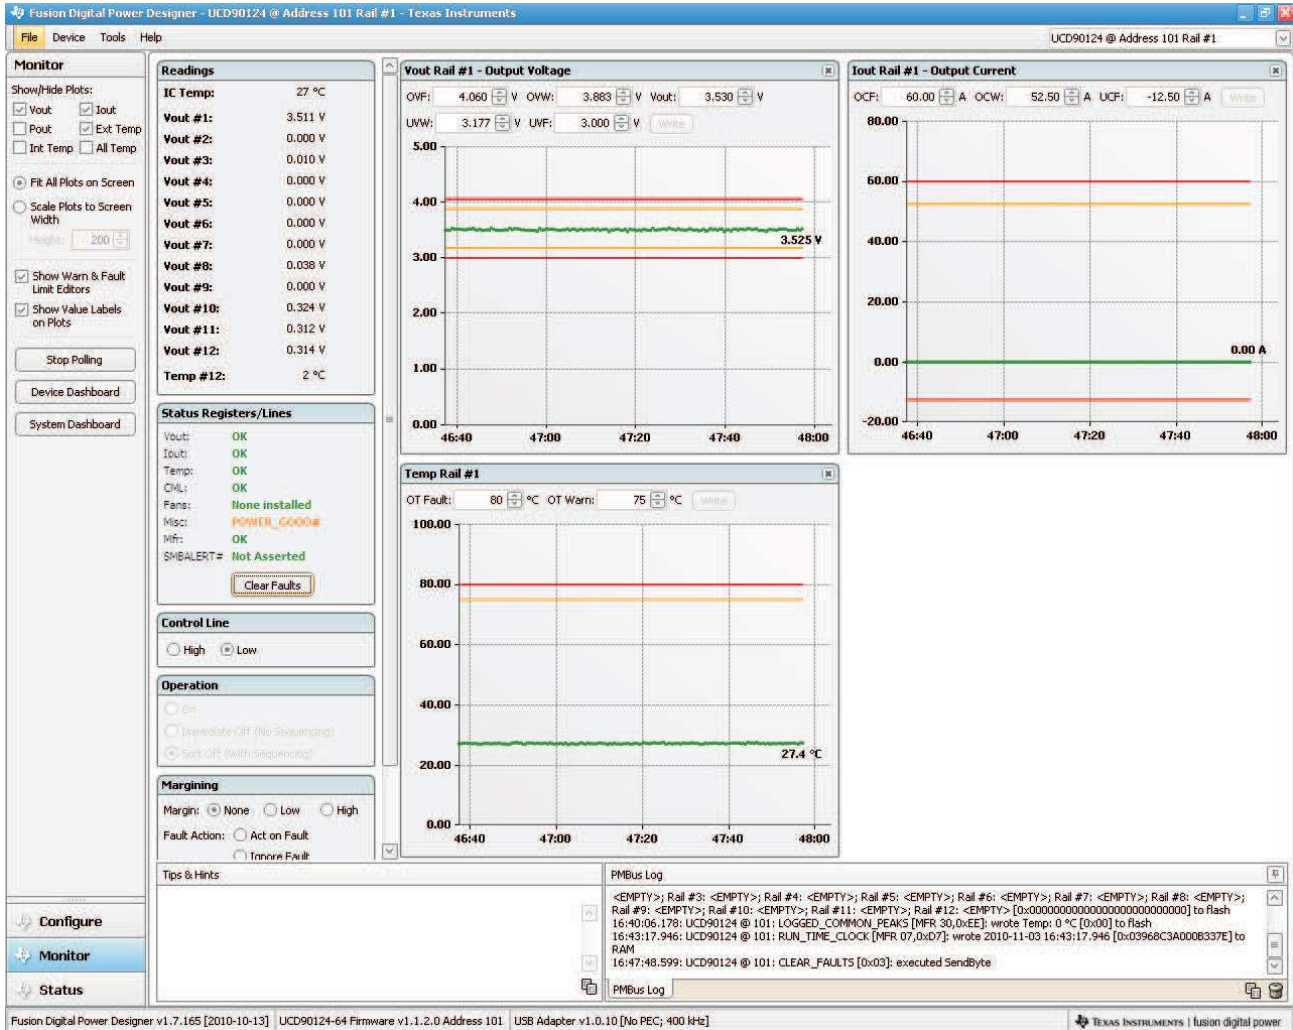 Fusion Digital Power Designer - UCD90124 @ Address 101 Rail #1 - Texas Instruments
File Device Tools Help
UCD90124 @ Address 101 Rail #1
Monitor
Show/Hide Plots:
Vout Iout
Pout Ext Temp
Int Temp All Temp
Fit All Plots on Screen
Scale Plots to Screen
Width
Height: 200
Show Warn & Fault
Limit Editors
Show Value Labels
on Plots
Stop Polling
Device Dashboard
System Dashboard
Configure
Monitor
Status
Readings
IC Temp: 27 °C
Vout #1: 3.511 V
Vout #2: 0.000 V
Vout #3: 0.010 V
Vout #4: 0.000 V
Vout #5: 0.000 V
Vout #6: 0.000 V
Vout #7: 0.000 V
Vout #8: 0.038 V
Vout #9: 0.000 V
Vout #10: 0.324 V
Vout #11: 0.312 V
Vout #12: 0.314 V
Temp #12: 2 °C
Status Registers/Lines
Vout: OK
Iout: OK
Temp: OK
CML: OK
Fans: None installed
Misc: POWER_GOOD#
Mfr: OK
SMBALERT# Not Asserted
Clear Faults
Control Line
High Low
Operation
On
Immediate Off (No Sequencing)
Soft Off (With Sequencing)
Margining
Margin: None Low High
Fault Action: Act on Fault
Ignore Fault
Vout Rail #1 - Output Voltage
OVF: 4.060 V OVW: 3.883 V Vout: 3.530 V
UVW: 3.177 V UVF: 3.000 V Write
5.00
4.00
3.525 V
3.00
2.00
1.00
0.00
46:40 47:00 47:20 47:40 48:00
Iout Rail #1 - Output Current
OCF: 60.00 A OCW: 52.50 A UCF: -12.50 A Write
80.00
60.00
40.00
20.00
0.00 A
0.00
-20.00
46:40 47:00 47:20 47:40 48:00
Temp Rail #1
OT Fault: 80 °C OT Warn: 75 °C Write
100.00
80.00
60.00
40.00
27.4 °C
20.00
0.00
46:40 47:00 47:20 47:40 48:00
Tips & Hints
PMBus Log
<EMPTY>; Rail #3: <EMPTY>; Rail #4: <EMPTY>; Rail #5: <EMPTY>; Rail #6: <EMPTY>; Rail #7: <EMPTY>; Rail #8: <EMPTY>;
Rail #9: <EMPTY>; Rail #10: <EMPTY>; Rail #11: <EMPTY>; Rail #12: <EMPTY> to flash
16:40:06.178: UCD90124 @ 101: LOGGED_COMMON_PEAKS [MFR 30,0xEE]: wrote Temp: 0 °C [0x00] to flash
16:43:17.946: UCD90124 @ 101: RUN_TIME_CLOCK [MFR 07,0xD7]: wrote 2010-11-03 16:43:17.946 [0x03968C3A000B337E] to
RAM
16:47:48.599: UCD90124 @ 101: CLEAR_FAULTS [0x03]: executed SendByte
PMBus Log
Fusion Digital Power Designer v1.7.165 [2010-10-13] UCD90124-64 Firmware v1.1.2.0 Address 101 USB Adapter v1.0.10 [No PEC; 400 kHz] TEXAS INSTRUMENTS | fusion digital power